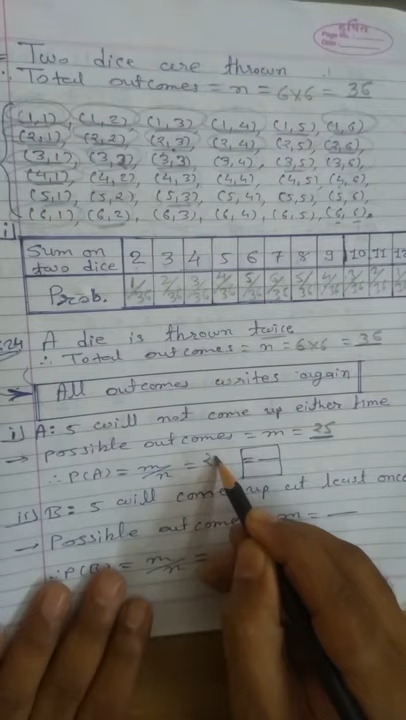 दृष्टि
Page No.
Date
= Two dice are thrown
∴ Total outcomes = n = 6×6 = 36
(1,1), (1,2), (1,3), (1,4), (1,5), (1,6)
(2,1), (2,2), (2,3), (2,4), (2,5), (2,6),
(3,1), (3,2), (3,3), (3,4), (3,5), (3,6),
(4,1), (4,2), (4,3), (4,4), (4,5) (4,6),
(5,1), (5,2), (5,3), (5,4), (5,5), (5,6),
(6,1), (6,2), (6,3), (6,4), (6,5), (6,6).
i)
Sum on two dice 2 3 4 5 6 7 8 9 10 11 12
Prob. 1/36 2/36 3/36 4/36 5/36 6/36 5/36 4/36 3/36 2/36 1/36
.24 A die is thrown twice
∴ Total outcomes = n = 6×6 = 36
All outcomes writes again
i) A: 5 will not come up either time
→ possible outcomes = m = 25
∴ P(A) = m/n =
ii) B: 5 will come up at least once
→ Possible outcome m =
∴ P(B) = m/n =